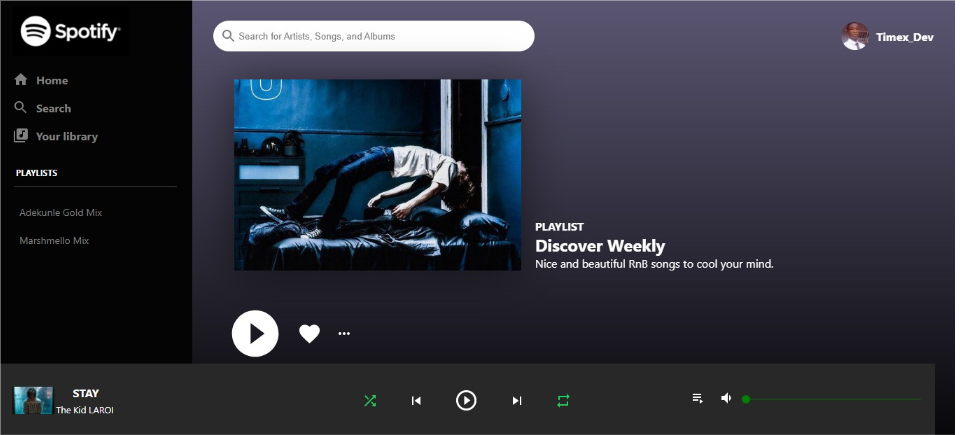 Spotify
Search for Artists, Songs, and Albums
Timex_Dev
Home
Search
Your library
PLAYLISTS
Adekunle Gold Mix
Marshmello Mix
PLAYLIST
Discover Weekly
Nice and beautiful RnB songs to cool your mind.
STAY
The Kid LAROI